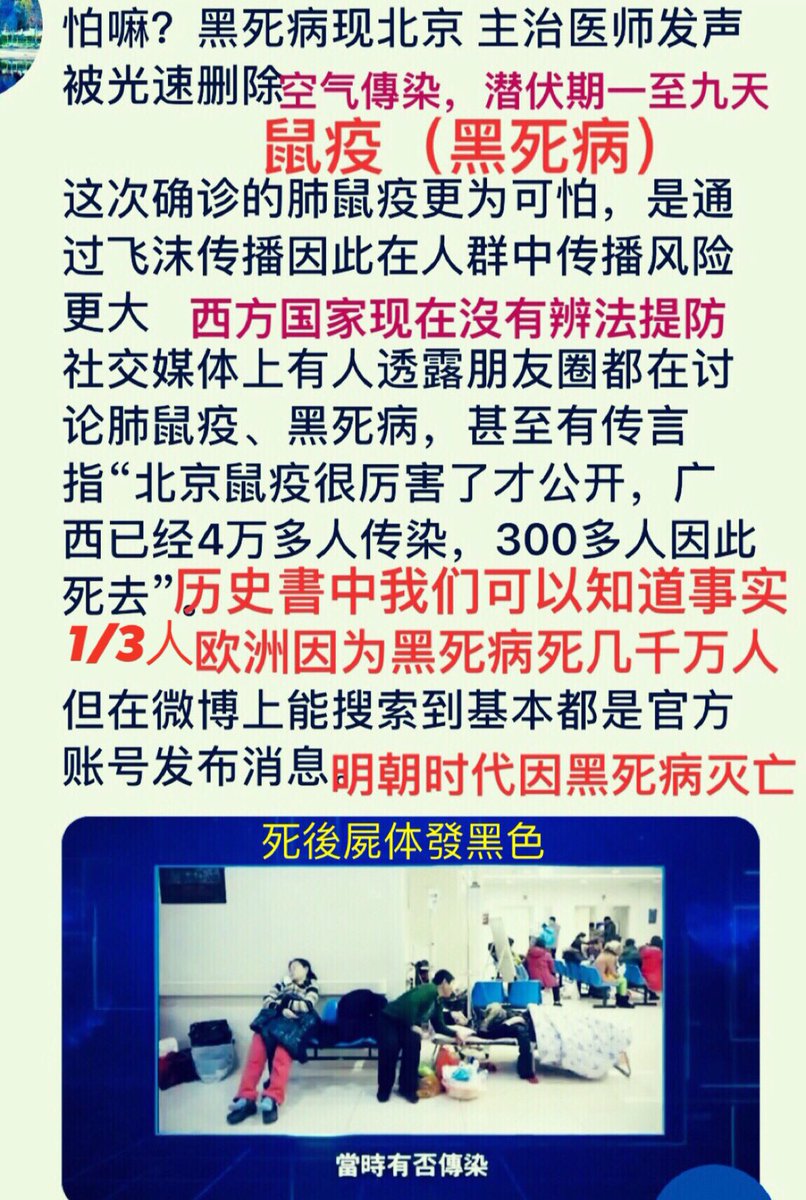 怕嘛？黑死病现北京 主治医师发声
被光速删除空气傳染，潜伏期一至九天
鼠疫（黑死病）
这次确诊的肺鼠疫更为可怕，是通
过飞沫传播因此在人群中传播风险
更大 西方国家现在沒有辨法提防
社交媒体上有人透露朋友圈都在讨
论肺鼠疫、黑死病，甚至有传言
指“北京鼠疫很厉害了才公开，广
西已经4万多人传染，300多人因此
死去”。历史書中我们可以知道事实
1/3人欧洲因为黑死病死几千万人
但在微博上能搜索到基本都是官方
账号发布消息。明朝时代因黑死病灭亡
死後屍体發黑色
當時有否傳染